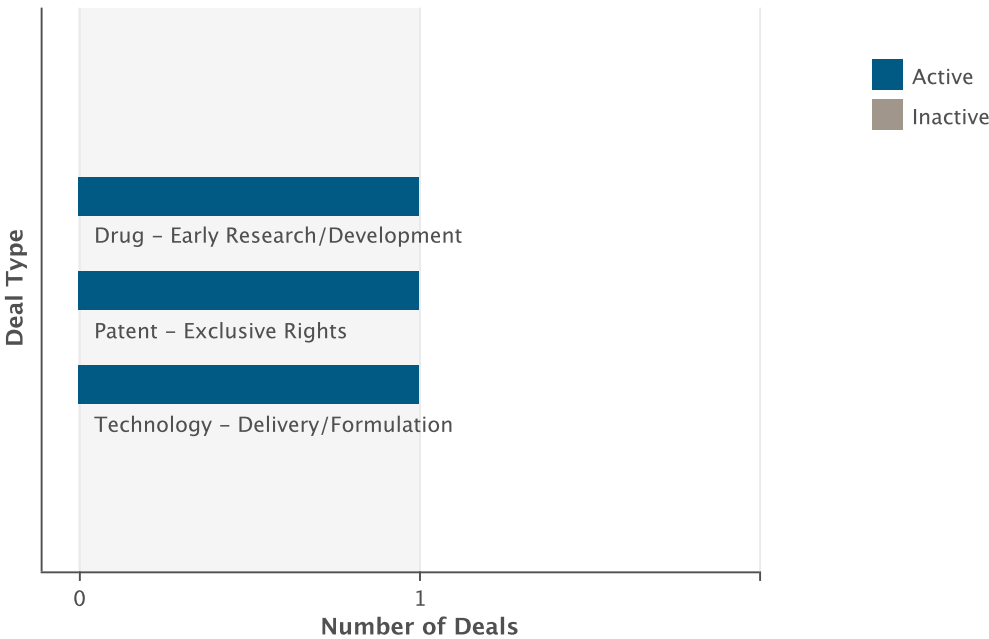 Active
Inactive
Drug – Early Research/Development
Patent – Exclusive Rights
Technology – Delivery/Formulation
Deal Type
0
1
Number of Deals